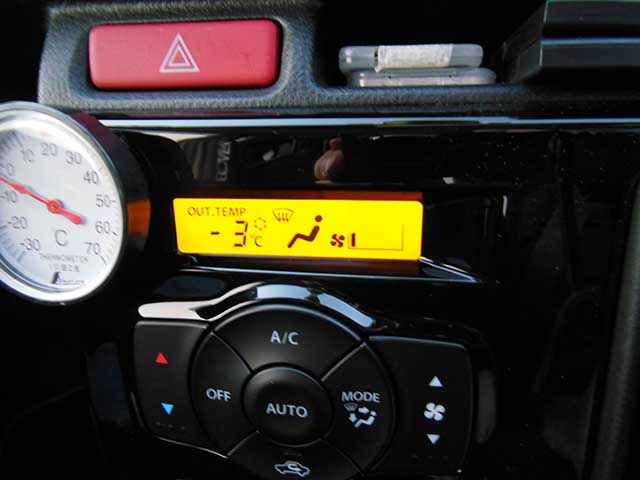 0 10 20 30
-10 40
-20 50
-30 60
70
°C
THERMOMETER
OUT.TEMP
-3°C
A/C
OFF
AUTO
MODE